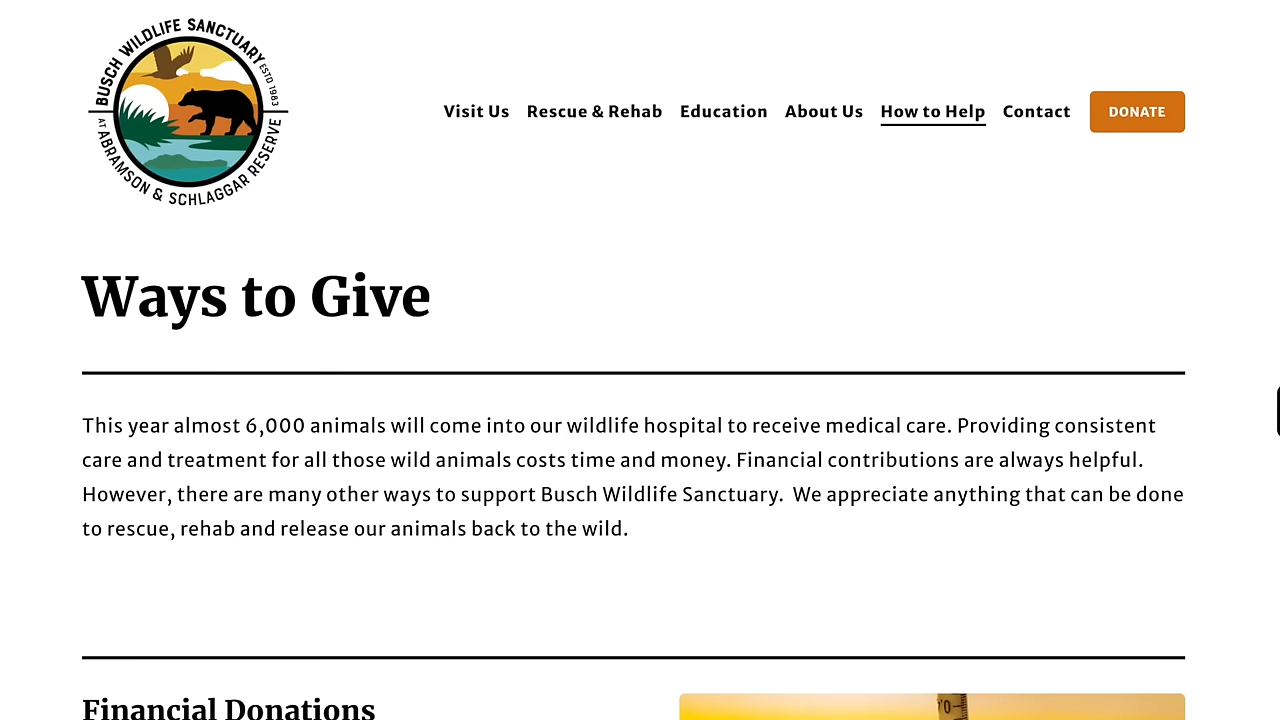 BUSCH WILDLIFE SANCTUARY
ESTD 1983
AT ABRAMSON & SCHLAGGAR RESERVE
Visit Us Rescue & Rehab Education About Us How to Help Contact DONATE
Ways to Give
This year almost 6,000 animals will come into our wildlife hospital to receive medical care. Providing consistent
care and treatment for all those wild animals costs time and money. Financial contributions are always helpful.
However, there are many other ways to support Busch Wildlife Sanctuary.  We appreciate anything that can be done
to rescue, rehab and release our animals back to the wild.
Financial Donations